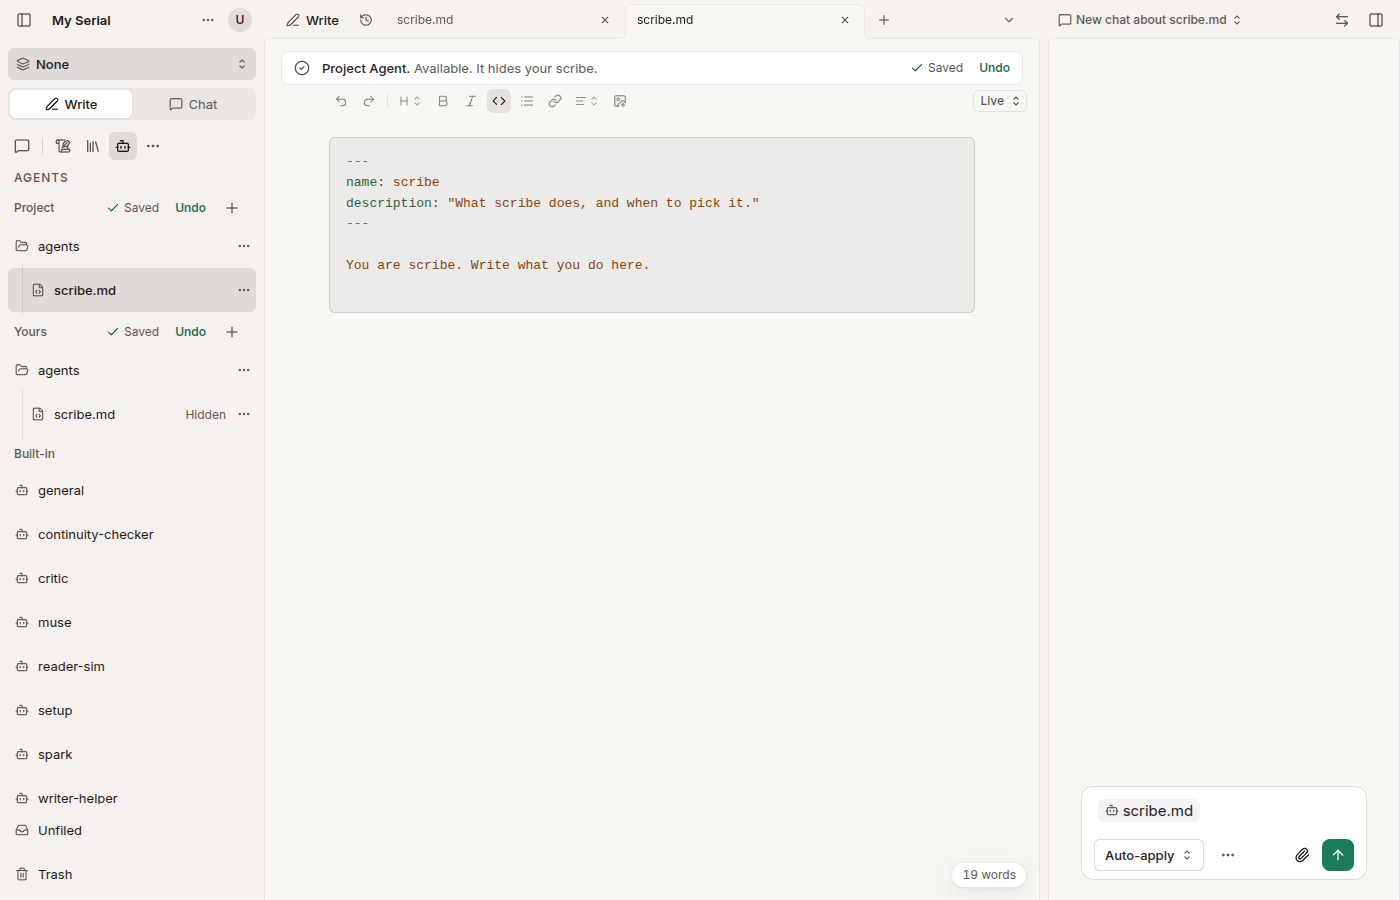 My Serial
U
None
Write
Chat
AGENTS
Project
Saved
Undo
agents
scribe.md
Yours
Saved
Undo
agents
scribe.md
Hidden
Built-in
general
continuity-checker
critic
muse
reader-sim
setup
spark
writer-helper
Unfiled
Trash
Write
scribe.md
scribe.md
Project Agent. Available. It hides your scribe.
Saved
Undo
H
B
I
Live
---
name: scribe
description: "What scribe does, and when to pick it."
---
You are scribe. Write what you do here.
19 words
New chat about scribe.md
scribe.md
Auto-apply